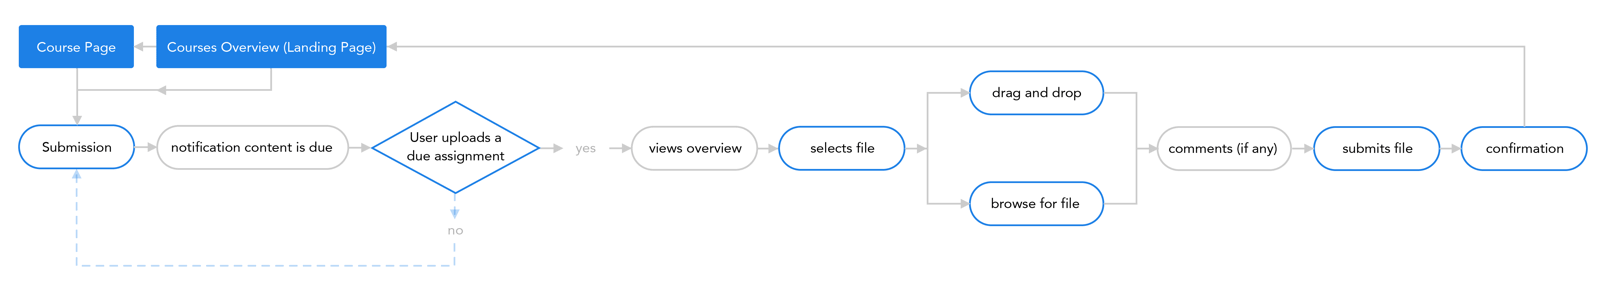 Course Page
Courses Overview (Landing Page)
Submission
notification content is due
User uploads a
due assignment
yes
no
views overview
selects file
drag and drop
browse for file
comments (if any)
submits file
confirmation